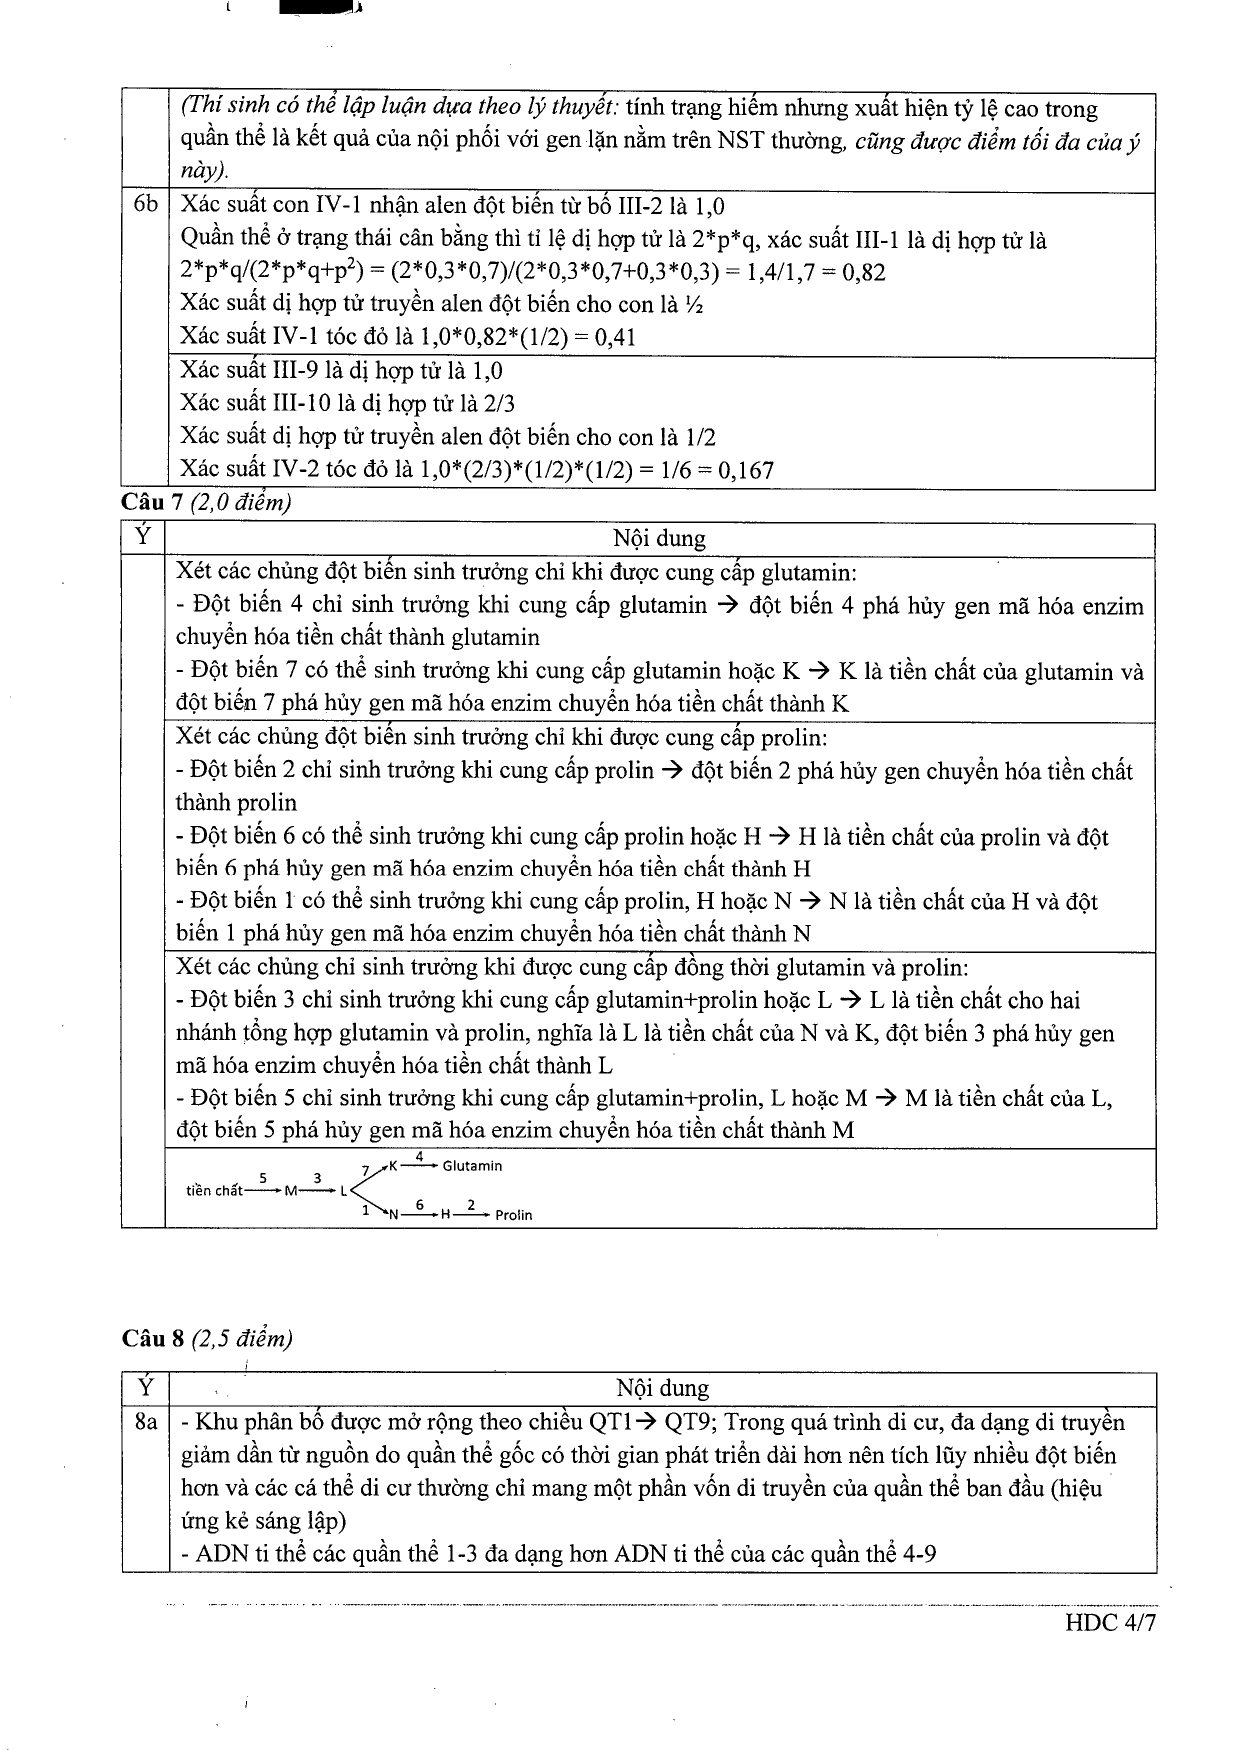 (Thí sinh có thể lập luận dựa theo lý thuyết: tính trạng hiếm nhưng xuất hiện tỷ lệ cao trong
quần thể là kết quả của nội phối với gen lặn nằm trên NST thường, cũng được điểm tối đa của ý
này).
6b Xác suất con IV-1 nhận alen đột biến từ bố III-2 là 1,0
Quần thể ở trạng thái cân bằng thì tỉ lệ dị hợp tử là 2*p*q, xác suất III-1 là dị hợp tử là
2*p*q/(2*p*q+p²) = (2*0,3*0,7)/(2*0,3*0,7+0,3*0,3) = 1,4/1,7 = 0,82
Xác suất dị hợp tử truyền alen đột biến cho con là ½
Xác suất IV-1 tóc đỏ là 1,0*0,82*(1/2) = 0,41
Xác suất III-9 là dị hợp tử là 1,0
Xác suất III-10 là dị hợp tử là 2/3
Xác suất dị hợp tử truyền alen đột biến cho con là 1/2
Xác suất IV-2 tóc đỏ là 1,0*(2/3)*(1/2)*(1/2) = 1/6 = 0,167
Câu 7 (2,0 điểm)
Ý Nội dung
Xét các chủng đột biến sinh trưởng chỉ khi được cung cấp glutamin:
- Đột biến 4 chỉ sinh trưởng khi cung cấp glutamin → đột biến 4 phá hủy gen mã hóa enzim
chuyển hóa tiền chất thành glutamin
- Đột biến 7 có thể sinh trưởng khi cung cấp glutamin hoặc K → K là tiền chất của glutamin và
đột biến 7 phá hủy gen mã hóa enzim chuyển hóa tiền chất thành K
Xét các chủng đột biến sinh trưởng chỉ khi được cung cấp prolin:
- Đột biến 2 chỉ sinh trưởng khi cung cấp prolin → đột biến 2 phá hủy gen chuyển hóa tiền chất
thành prolin
- Đột biến 6 có thể sinh trưởng khi cung cấp prolin hoặc H → H là tiền chất của prolin và đột
biến 6 phá hủy gen mã hóa enzim chuyển hóa tiền chất thành H
- Đột biến 1 có thể sinh trưởng khi cung cấp prolin, H hoặc N → N là tiền chất của H và đột
biến 1 phá hủy gen mã hóa enzim chuyển hóa tiền chất thành N
Xét các chủng chỉ sinh trưởng khi được cung cấp đồng thời glutamin và prolin:
- Đột biến 3 chỉ sinh trưởng khi cung cấp glutamin+prolin hoặc L → L là tiền chất cho hai
nhánh tổng hợp glutamin và prolin, nghĩa là L là tiền chất của N và K, đột biến 3 phá hủy gen
mã hóa enzim chuyển hóa tiền chất thành L
- Đột biến 5 chỉ sinh trưởng khi cung cấp glutamin+prolin, L hoặc M → M là tiền chất của L,
đột biến 5 phá hủy gen mã hóa enzim chuyển hóa tiền chất thành M
7 K 4 Glutamin
tiền chất 5 M 3 L
1 N 6 H 2 Prolin
Câu 8 (2,5 điểm)
Ý Nội dung
8a - Khu phân bố được mở rộng theo chiều QT1→ QT9; Trong quá trình di cư, đa dạng di truyền
giảm dần từ nguồn do quần thể gốc có thời gian phát triển dài hơn nên tích lũy nhiều đột biến
hơn và các cá thể di cư thường chỉ mang một phần vốn di truyền của quần thể ban đầu (hiệu
ứng kẻ sáng lập)
- ADN ti thể các quần thể 1-3 đa dạng hơn ADN ti thể của các quần thể 4-9
HDC 4/7